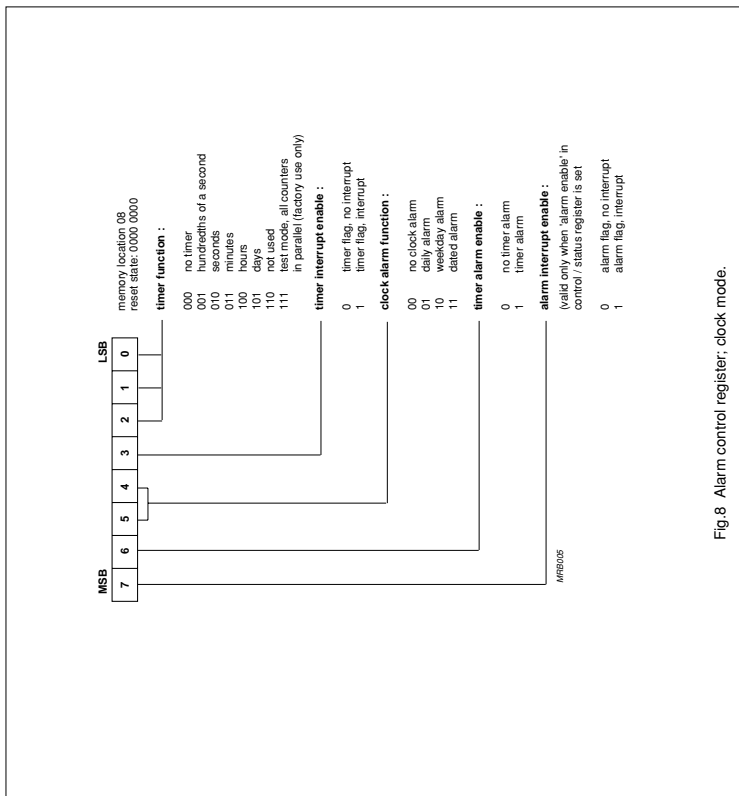 MSB
LSB
7 6 5 4 3 2 1 0
memory location 08
reset state: 0000 0000
timer function :
000 no timer
001 hundredths of a second
010 seconds
011 minutes
100 hours
101 days
110 not used
111 test mode, all counters
in parallel (factory use only)
timer interrupt enable :
0 timer flag, no interrupt
1 timer flag, interrupt
clock alarm function :
00 no clock alarm
01 daily alarm
10 weekday alarm
11 dated alarm
timer alarm enable :
0 no timer alarm
1 timer alarm
alarm interrupt enable :
(valid only when 'alarm enable' in
control / status register is set
0 alarm flag, no interrupt
1 alarm flag, interrupt
MRB005
Fig.8 Alarm control register; clock mode.